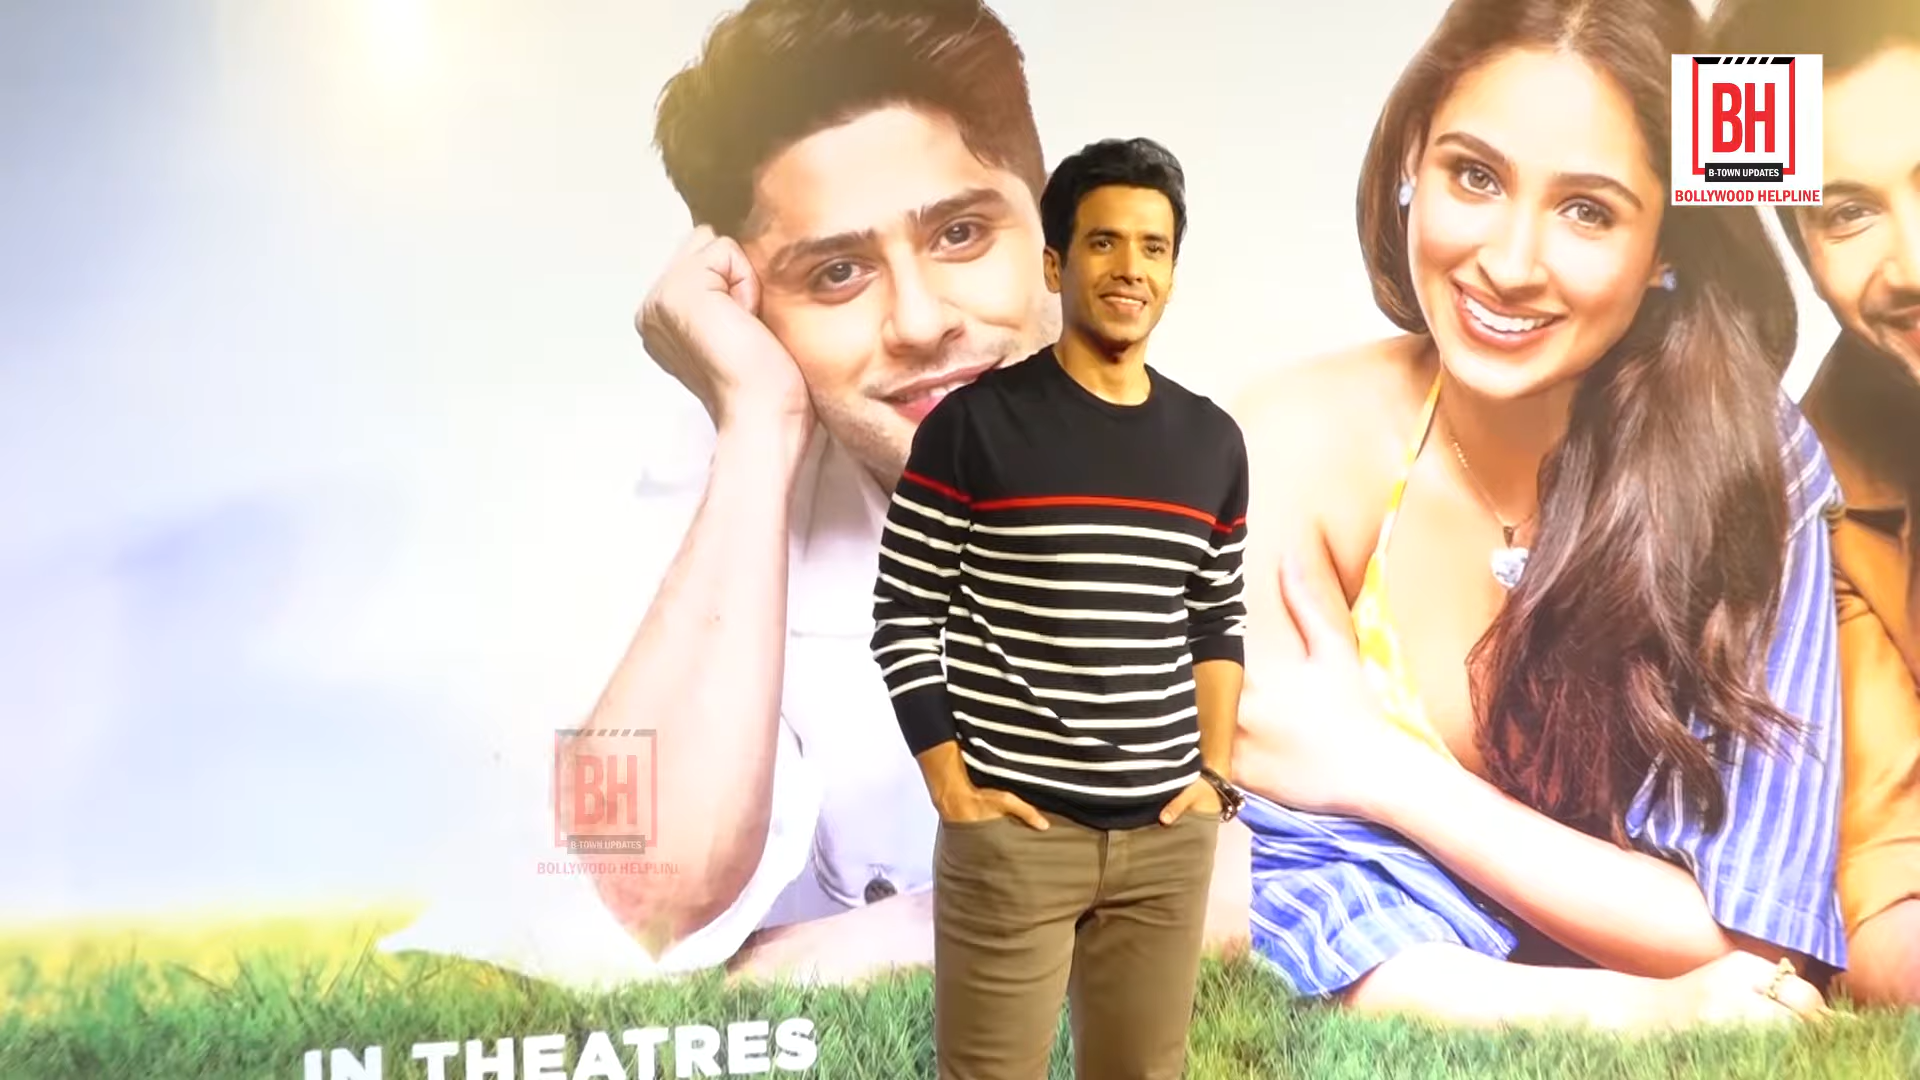 BH
B-TOWN UPDATES
BOLLYWOOD HELPLINE
BH
B-TOWN UPDATES
BOLLYWOOD HELPLINE
IN THEATRES